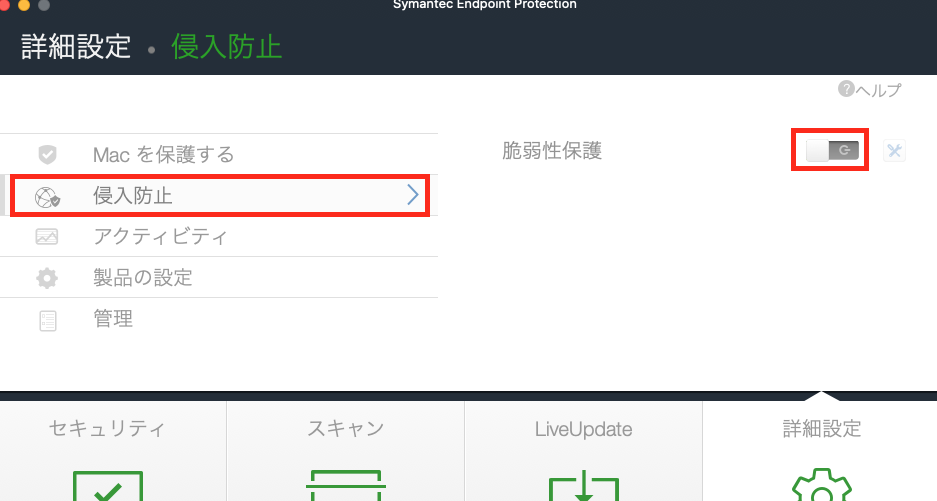 Symantec Endpoint Protection
詳細設定 • 侵入防止
?ヘルプ
Mac を保護する
脆弱性保護
侵入防止
アクティビティ
製品の設定
管理
セキュリティ
スキャン
LiveUpdate
詳細設定